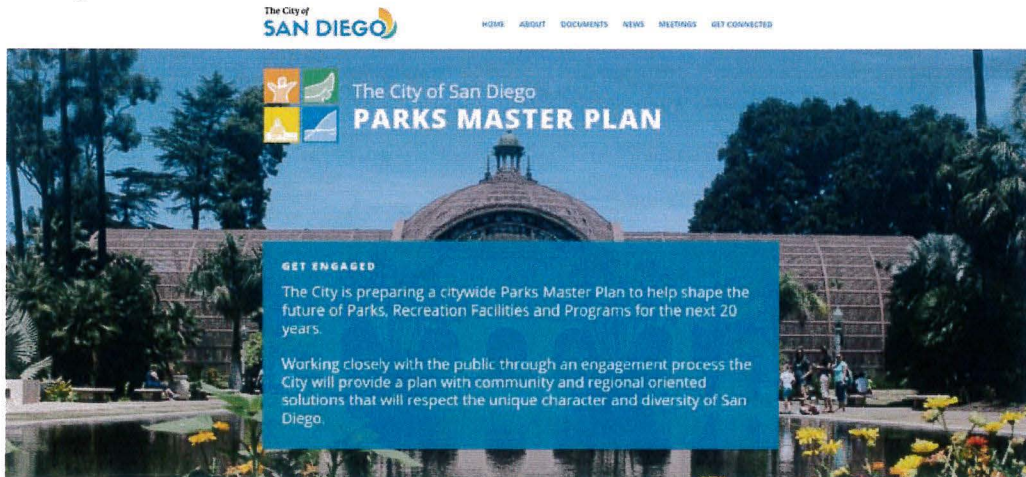 The City of
SAN DIEGO
HOME ABOUT DOCUMENTS NEWS MEETINGS GET CONNECTED
The City of San Diego
PARKS MASTER PLAN
GET ENGAGED
The City is preparing a citywide Parks Master Plan to help shape the
future of Parks, Recreation Facilities and Programs for the next 20
years.
Working closely with the public through an engagement process the
City will provide a plan with community and regional oriented
solutions that will respect the unique character and diversity of San
Diego.